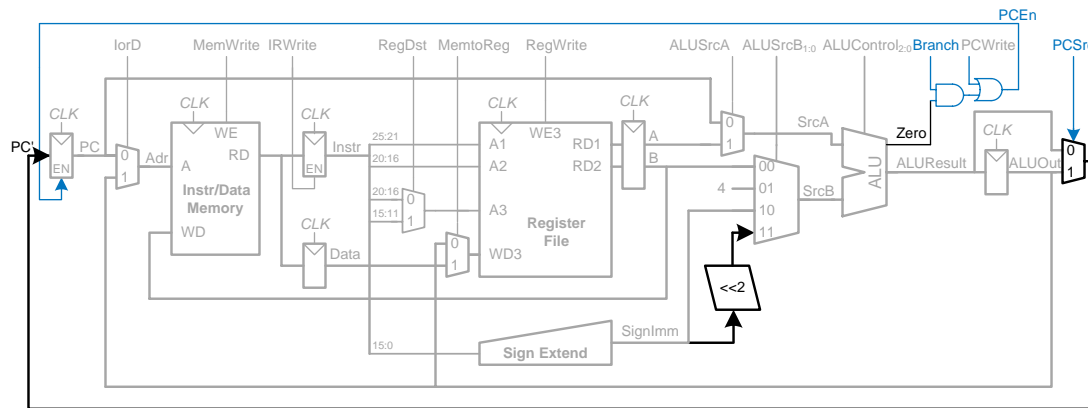 PCEn
IorD MemWrite IRWrite RegDst MemtoReg RegWrite ALUSrcA ALUSrcB1:0 ALUControl2:0 Branch PCWrite PCSrc
CLK CLK CLK CLK CLK CLK
PC' PC EN 0 1 Adr
WE A RD Instr/Data Memory WD
EN Instr
CLK Data
25:21
20:16
20:16 0
15:11 1
0 1
WE3 A1 RD1
A2 RD2
A3 Register File
WD3
A
B
0 1
SrcA
00
4 01
10
11
SrcB
ALU
Zero
ALUResult ALUOut
0
1
<<2
SignImm
15:0 Sign Extend